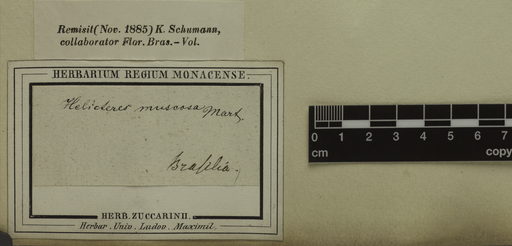 Remisit (Nov. 1885) K. Schumann,
collaborator Flor. Bras. – Vol.
HERBARIUM REGIUM MONACENSE.
Helicteres muscosa Mart.
Brasilia.
HERB. ZUCCARINII.
Herbar. Univ. Ludov. Maximil.
0 1 2 3 4 5 6 7
cm copy